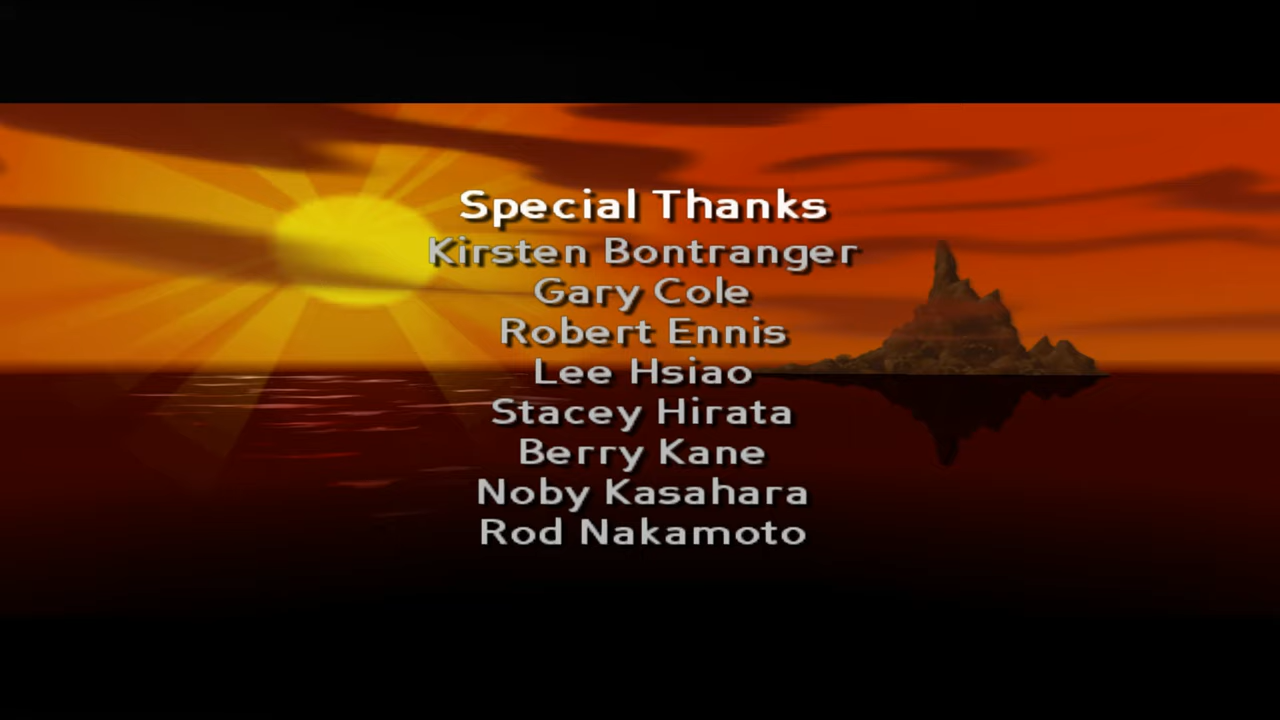 Special Thanks
Kirsten Bontranger
Gary Cole
Robert Ennis
Lee Hsiao
Stacey Hirata
Berry Kane
Noby Kasahara
Rod Nakamoto